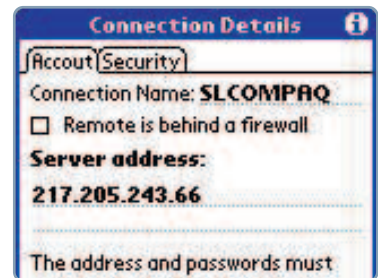 Connection Details
Accout Security
Connection Name: SLCOMPAQ
Remote is behind a firewall
Server address:
217.205.243.66
The address and passwords must